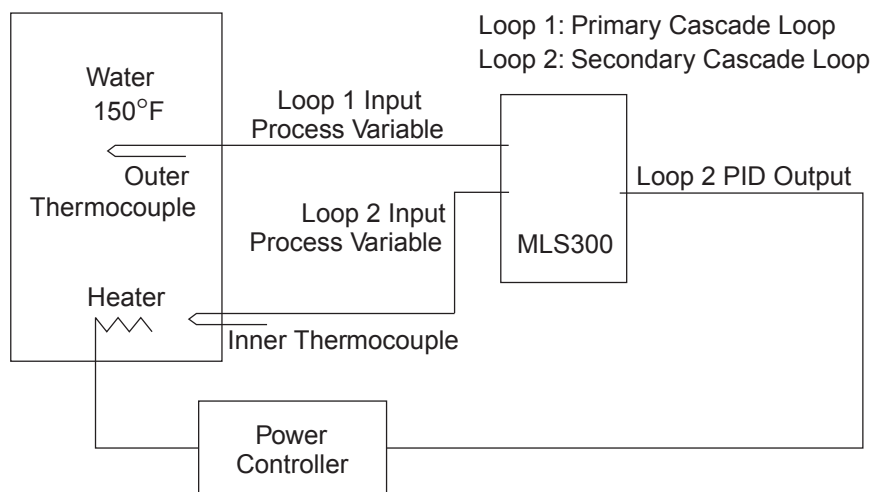 Loop 1: Primary Cascade Loop
Loop 2: Secondary Cascade Loop
Water
150°F
Loop 1 Input
Process Variable
Outer
Thermocouple
Loop 2 PID Output
Loop 2 Input
Process Variable
MLS300
Heater
Inner Thermocouple
Power
Controller